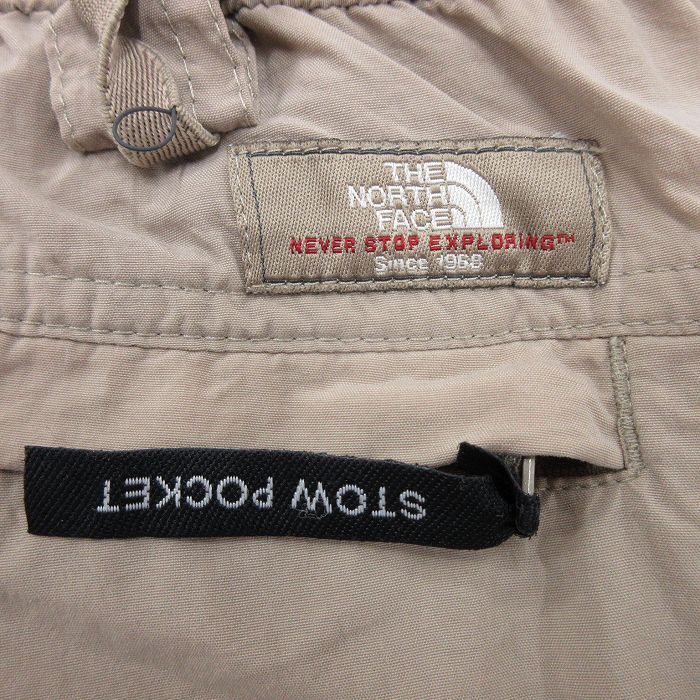 THE
NORTH
FACE
NEVER STOP EXPLORING™
Since 1968
STOW POCKET